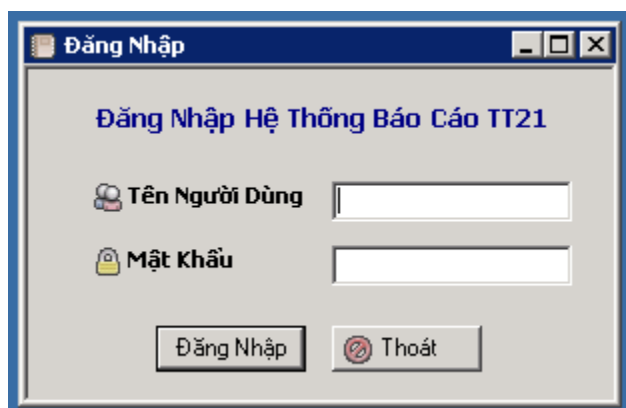 Đăng Nhập
Đăng Nhập Hệ Thống Báo Cáo TT21
Tên Người Dùng
Mật Khẩu
Đăng Nhập Thoát